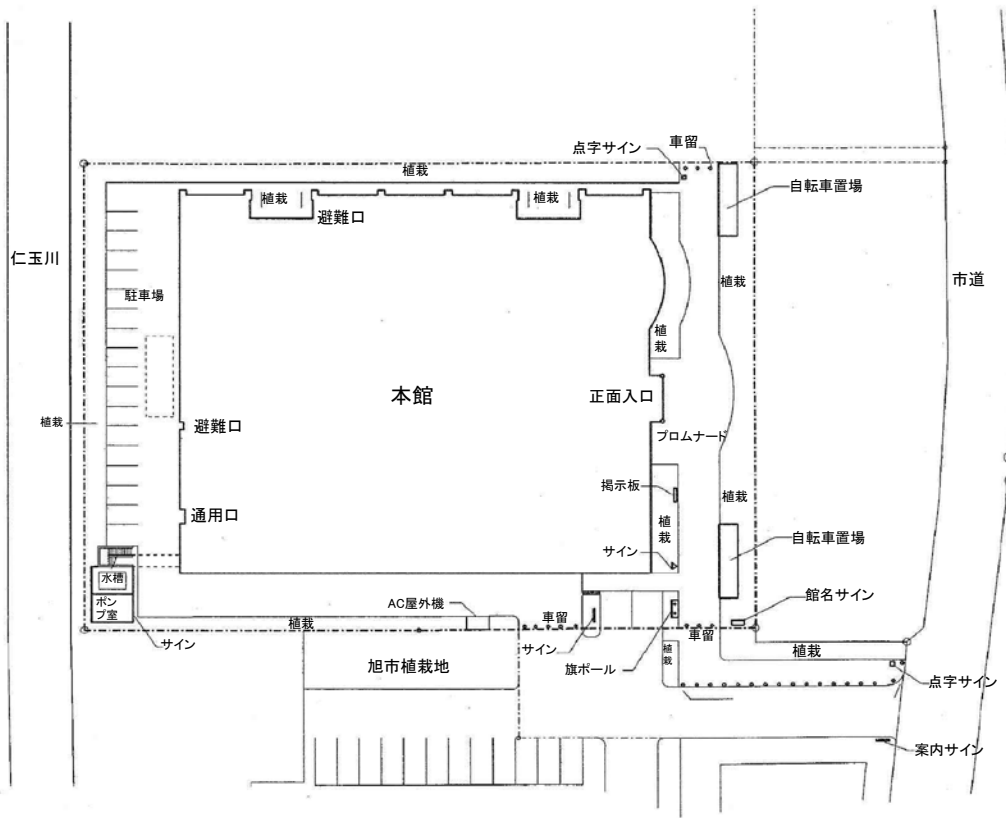 車留
点字サイン
植栽
自転車置場
植栽
植栽
避難口
仁玉川
市道
植栽
駐車場
植栽
本館
正面入口
植栽
避難口
プロムナード
掲示板
植栽
通用口
植栽
自転車置場
サイン
水槽
AC屋外機
ポン
プ室
車留
館名サイン
植栽
車留
サイン
サイン
植栽
植栽
旭市植栽地
旗ポール
点字サイン
案内サイン